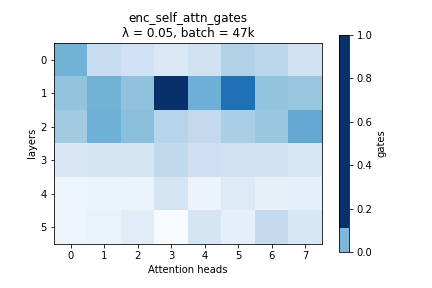 enc_self_attn_gates
λ = 0.05, batch = 47k
layers
0
1
2
3
4
5
0 1 2 3 4 5 6 7
Attention heads
1.0
0.8
0.6
0.4
0.2
0.0
gates